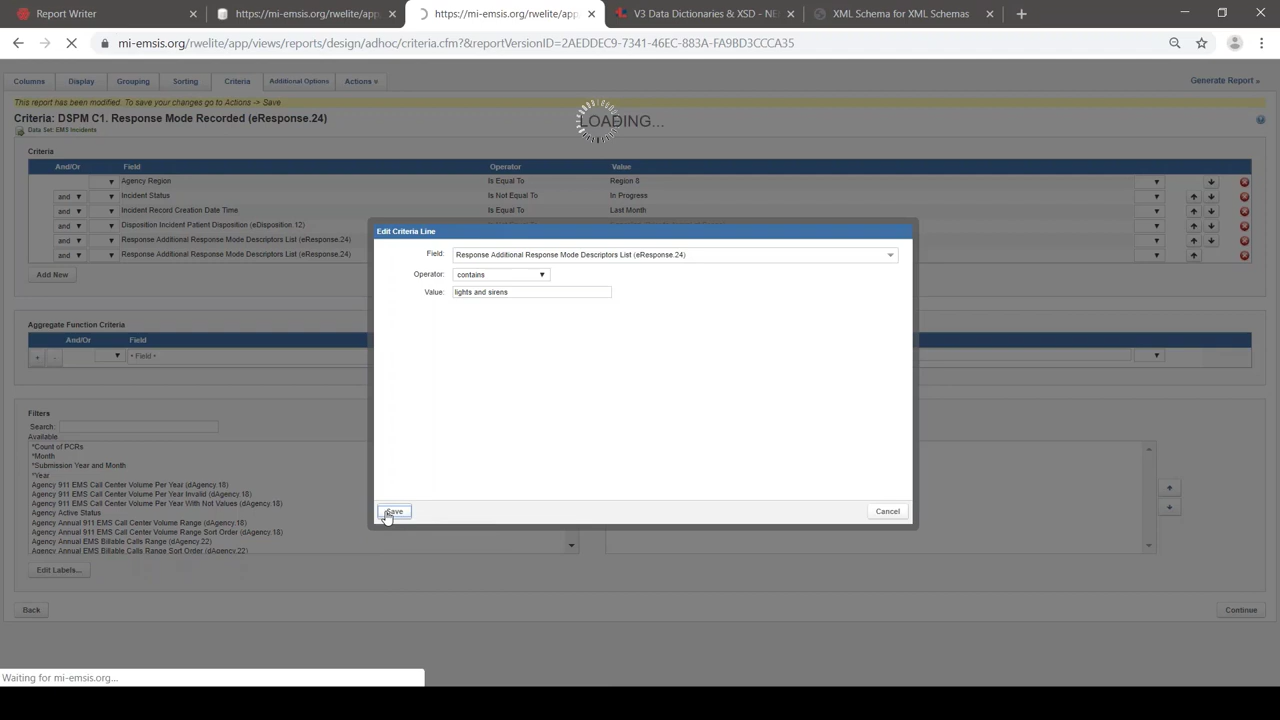 Report Writer
https://mi-emsis.org/rwelite/app
https://mi-emsis.org/rwelite/app
V3 Data Dictionaries & XSD - NE
XML Schema for XML Schemas
mi-emsis.org/rwelite/app/views/reports/design/adhoc/criteria.cfm?&reportVersionID=2AEDDEC9-7341-46EC-883A-FA9BD3CCCA35
Columns Display Grouping Sorting Criteria Additional Options Actions » Generate Report »
This report has been modified. To save your changes go to Actions -> Save
Criteria: DSPM C1. Response Mode Recorded (eResponse.24)
Data Set: EMS Incidents
LOADING...
Criteria
And/Or Field Operator Value
Agency Region Is Equal To Region 8
and Incident Status Is Not Equal To In Progress
and Incident Record Creation Date Time Is Equal To Last Month
and Disposition Incident Patient Disposition (eDisposition.12)
and Response Additional Response Mode Descriptors List (eResponse.24)
and Response Additional Response Mode Descriptors List (eResponse.24)
Add New
Edit Criteria Line
Field: Response Additional Response Mode Descriptors List (eResponse.24)
Operator: contains
Value: lights and sirens
Save Cancel
Aggregate Function Criteria
And/Or Field
+ - • Field •
Filters
Search:
Available
*Count of PCRs
*Month
*Submission Year and Month
*Year
Agency 911 EMS Call Center Volume Per Year (dAgency.18)
Agency 911 EMS Call Center Volume Per Year Invalid (dAgency.18)
Agency 911 EMS Call Center Volume Per Year With Not Values (dAgency.18)
Agency Active Status
Agency Annual 911 EMS Call Center Volume Range (dAgency.18)
Agency Annual 911 EMS Call Center Volume Range Sort Order (dAgency.18)
Agency Annual EMS Billable Calls Range (dAgency.22)
Agency Annual EMS Billable Calls Range Sort Order (dAgency.22)
Edit Labels...
Back Continue
Waiting for mi-emsis.org...